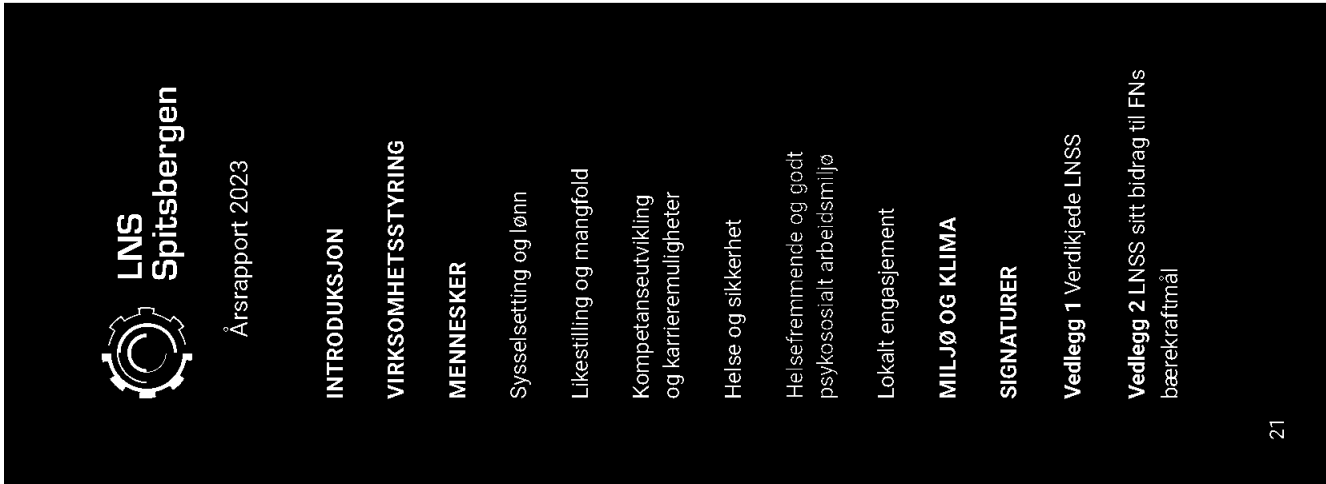 LNS
Spitsbergen
Årsrapport 2023
INTRODUKSJON
VIRKSOMHETSSTYRING
MENNESKER
Sysselsetting og lønn
Likestilling og mangfold
Kompetanseutvikling
og karrieremuligheter
Helse og sikkerhet
Helsefremmende og godt
psykososialt arbeidsmiljø
Lokalt engasjement
MILJØ OG KLIMA
SIGNATURER
Vedlegg 1 Verdikjede LNSS
Vedlegg 2 LNSS sitt bidrag til FNs
bærekraftmål
21